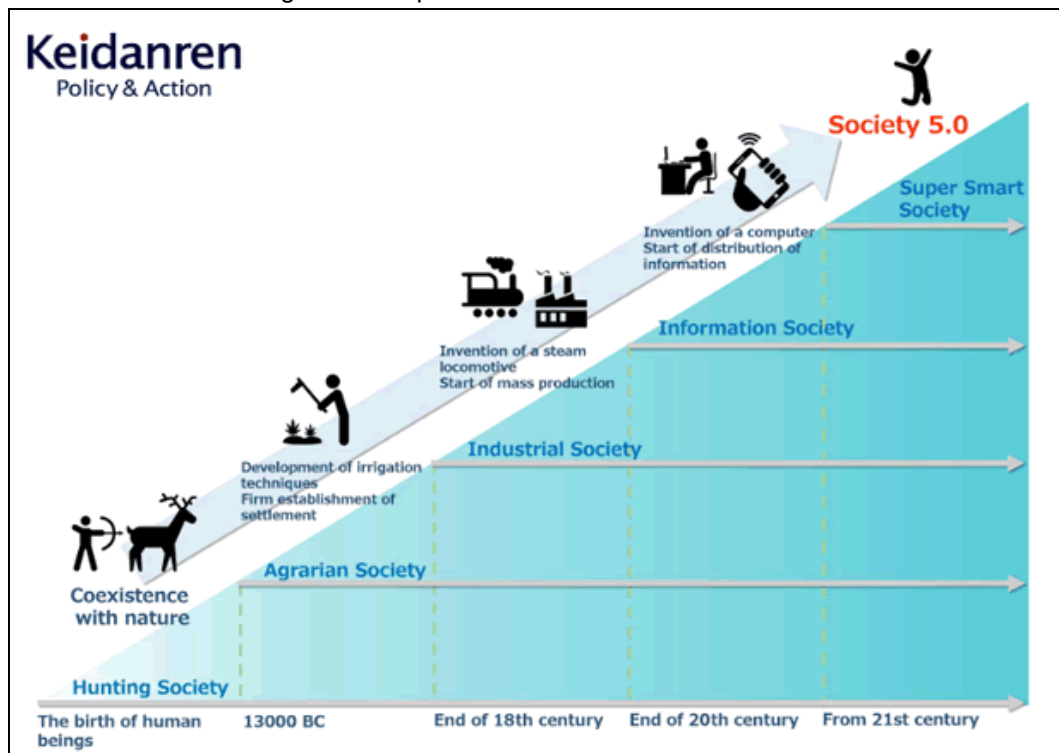 Keidanren
Policy & Action
Society 5.0
Super Smart
Society
Invention of a computer
Start of distribution of
information
Information Society
Invention of a steam
locomotive
Start of mass production
Industrial Society
Development of irrigation
techniques
Firm establishment of
settlement
Agrarian Society
Coexistence
with nature
Hunting Society
The birth of human
beings
13000 BC
End of 18th century
End of 20th century
From 21st century